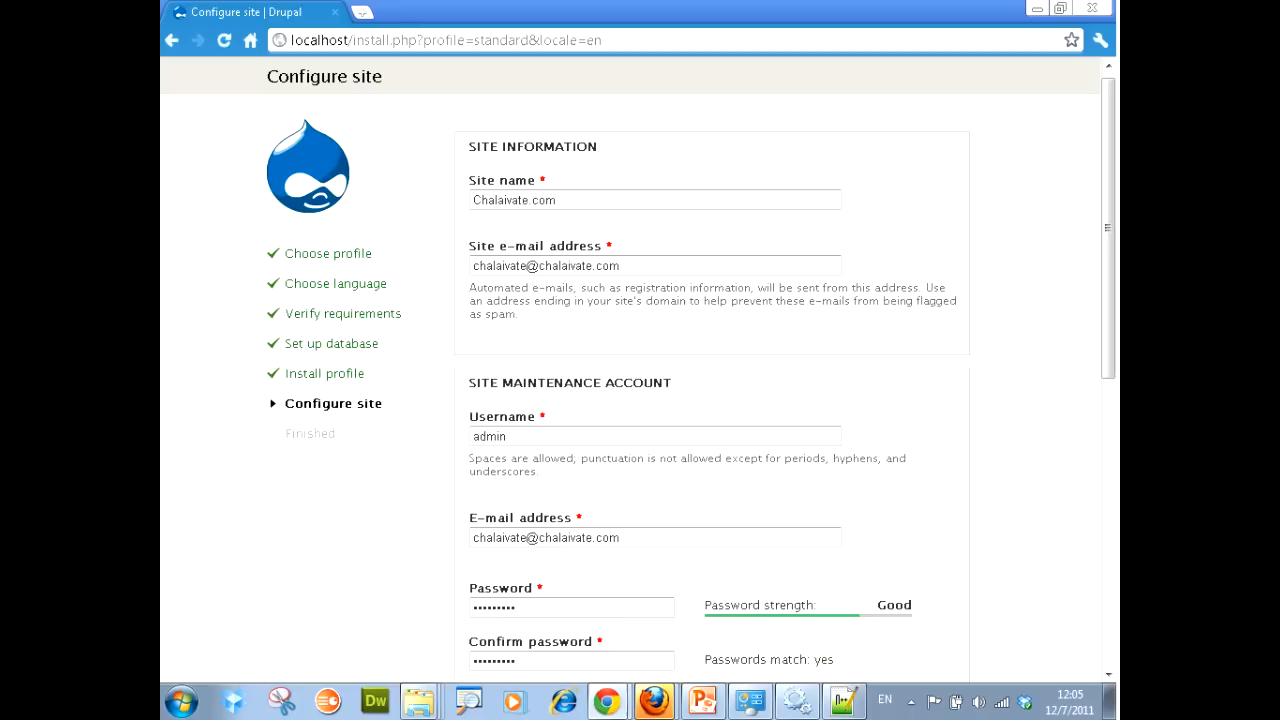 Configure site | Drupal
localhost/install.php?profile=standard&locale=en
Configure site
SITE INFORMATION
Site name *
Chalaivate.com
Site e-mail address *
chalaivate@chalaivate.com
Automated e-mails, such as registration information, will be sent from this address. Use
an address ending in your site's domain to help prevent these e-mails from being flagged
as spam.
Choose profile
Choose language
Verify requirements
Set up database
Install profile
Configure site
Finished
SITE MAINTENANCE ACCOUNT
Username *
admin
Spaces are allowed; punctuation is not allowed except for periods, hyphens, and
underscores.
E-mail address *
chalaivate@chalaivate.com
Password *
•••••••••
Password strength: Good
Confirm password *
•••••••••
Passwords match: yes
Dw
EN
12:05
12/7/2011